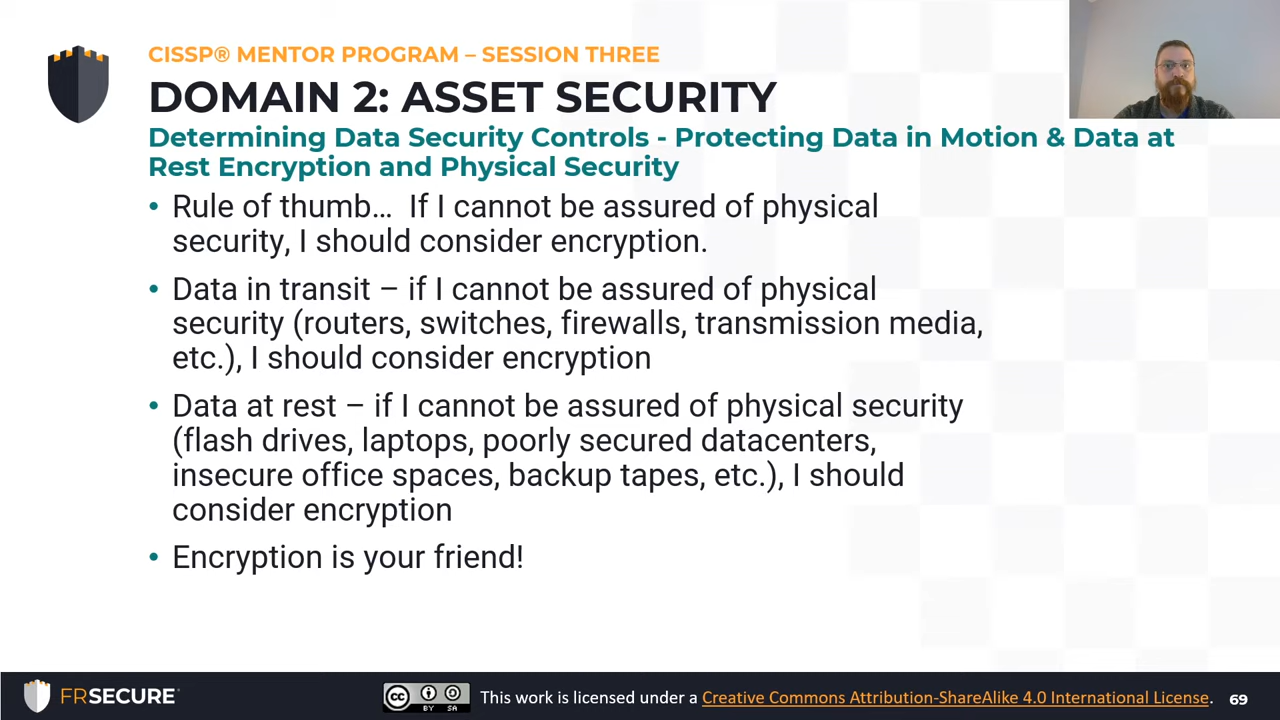 CISSP® MENTOR PROGRAM – SESSION THREE
DOMAIN 2: ASSET SECURITY
Determining Data Security Controls - Protecting Data in Motion & Data at
Rest Encryption and Physical Security
• Rule of thumb… If I cannot be assured of physical
security, I should consider encryption.
• Data in transit – if I cannot be assured of physical
security (routers, switches, firewalls, transmission media,
etc.), I should consider encryption
• Data at rest – if I cannot be assured of physical security
(flash drives, laptops, poorly secured datacenters,
insecure office spaces, backup tapes, etc.), I should
consider encryption
• Encryption is your friend!
FRSECURE
CC BY SA
This work is licensed under a Creative Commons Attribution-ShareAlike 4.0 International License.
69